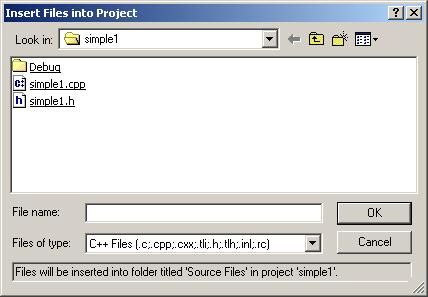 Insert Files into Project
Look in: simple1
Debug
simple1.cpp
simple1.h
File name: OK
Files of type: C++ Files (.c;.cpp;.cxx;.tli;.h;.tlh;.inl;.rc) Cancel
Files will be inserted into folder titled 'Source Files' in project 'simple1'.